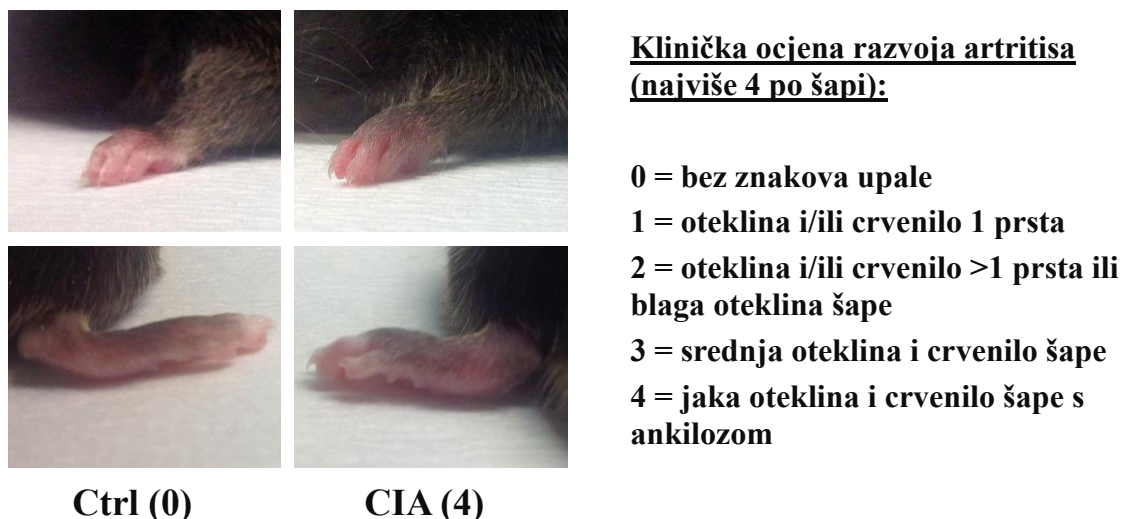 Klinička ocjena razvoja artritisa
(najviše 4 po šapi):
0 = bez znakova upale
1 = oteklina i/ili crvenilo 1 prsta
2 = oteklina i/ili crvenilo >1 prsta ili
blaga oteklina šape
3 = srednja oteklina i crvenilo šape
4 = jaka oteklina i crvenilo šape s
ankilozom
Ctrl (0)
CIA (4)